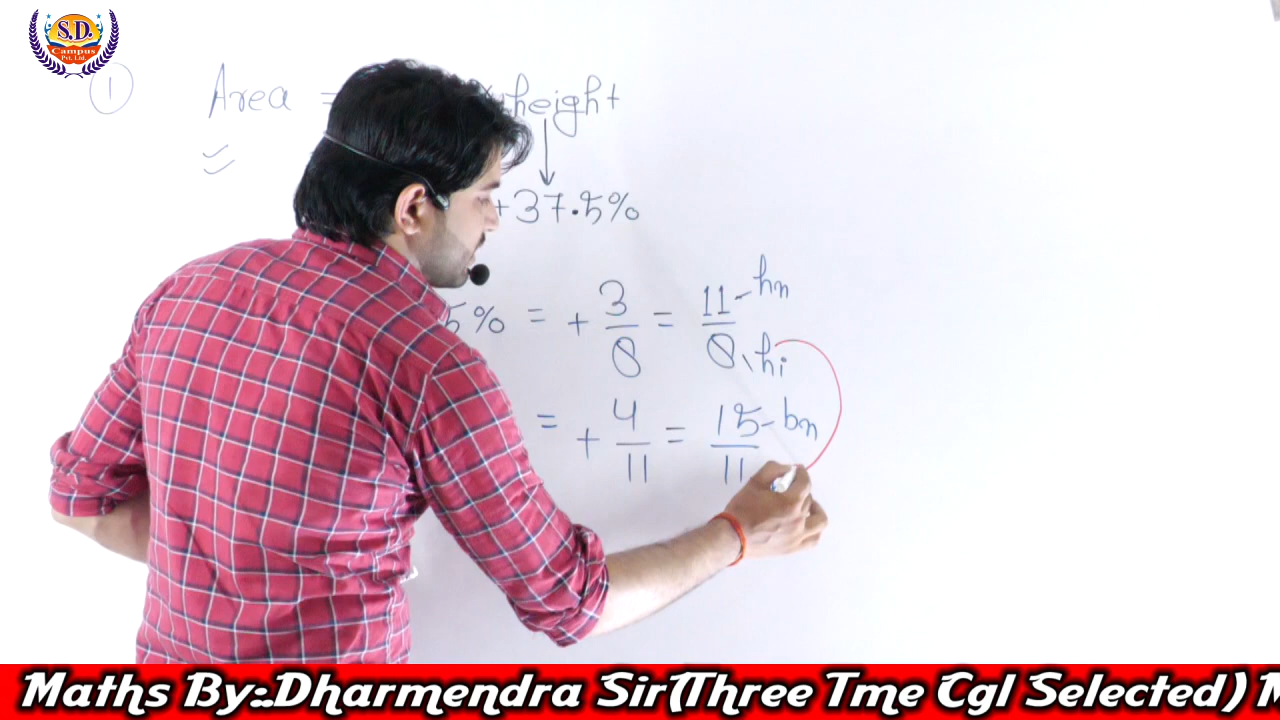 S.D.
Campus
Pvt. Ltd.
① Area = height
+37.5%
5% = + 3/8 = 11/8 hn hi
= + 4/11 = 15/11 bn
Maths By:-Dharmendra Sir(Three Tme Cgl Selected) M